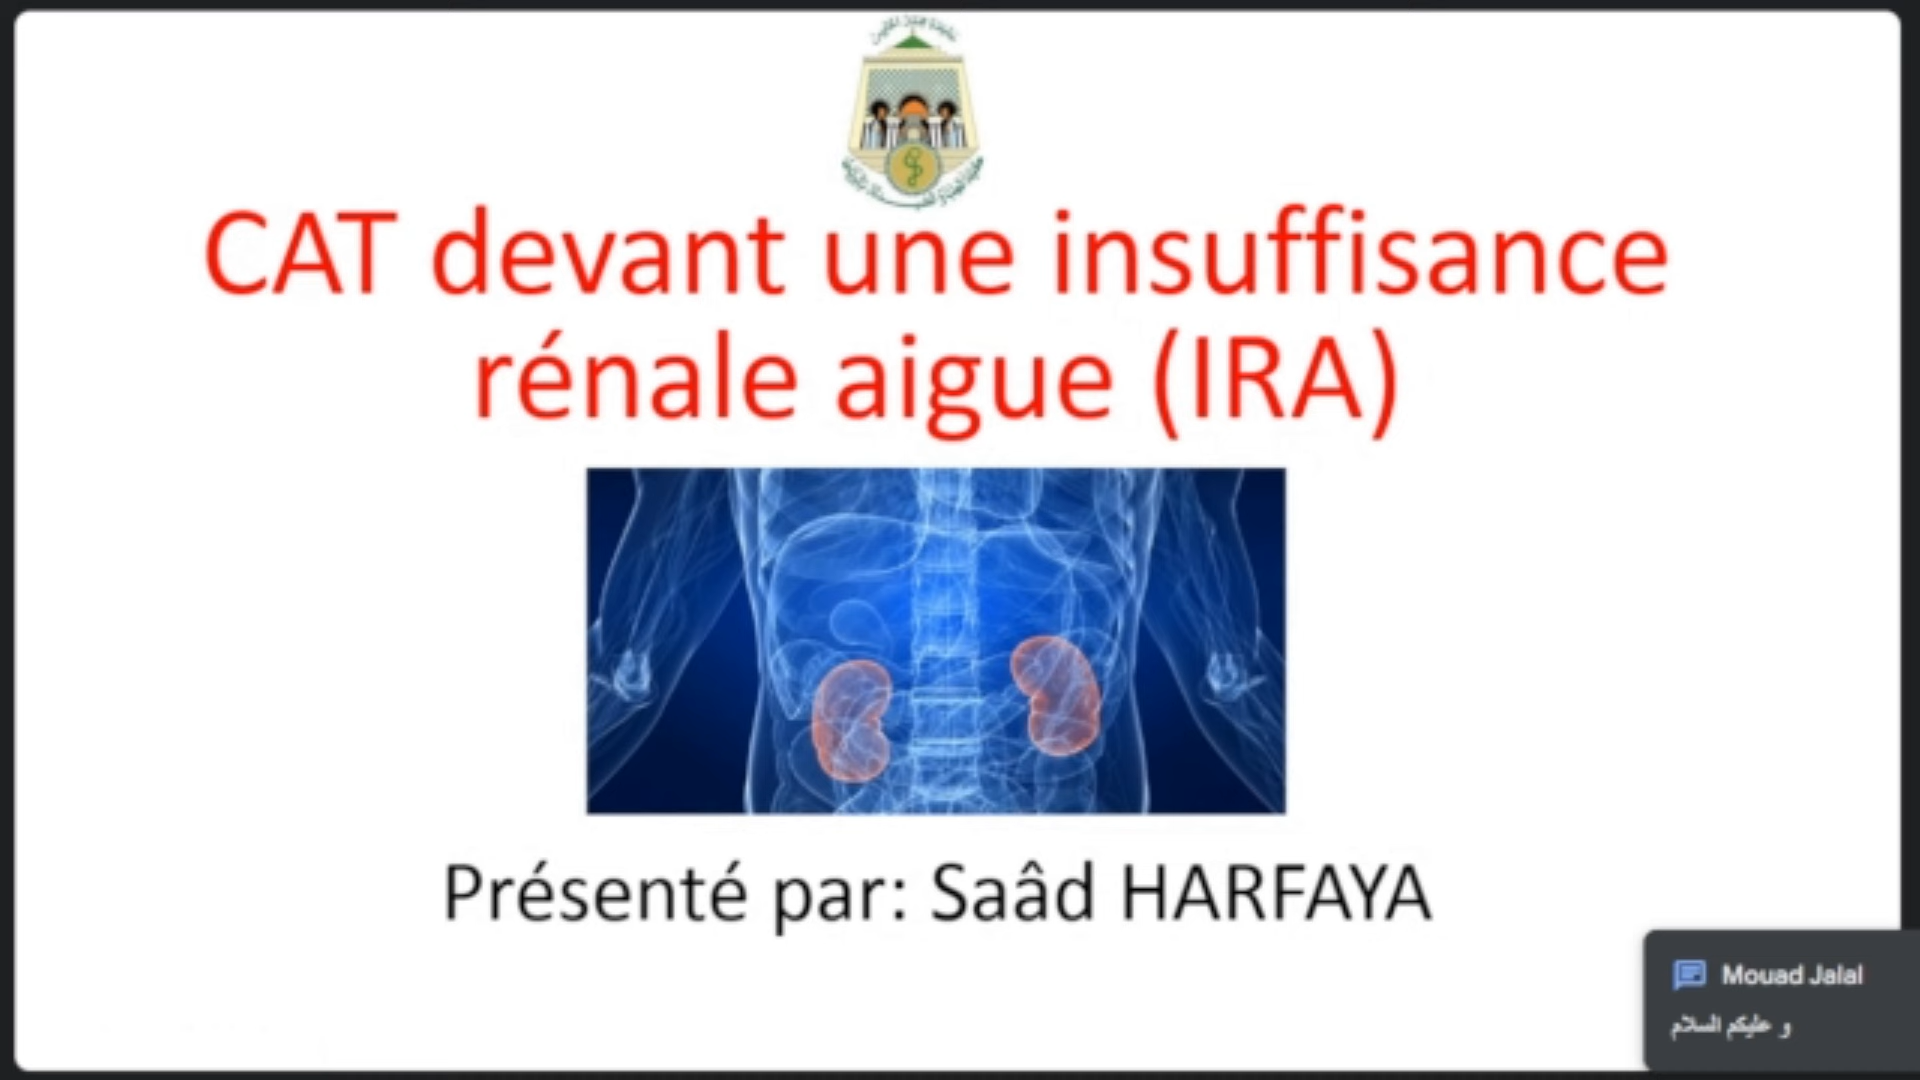 CAT devant une insuffisance
rénale aigue (IRA)
Présenté par: Saâd HARFAYA
Mouad Jalal
و عليكم السلام